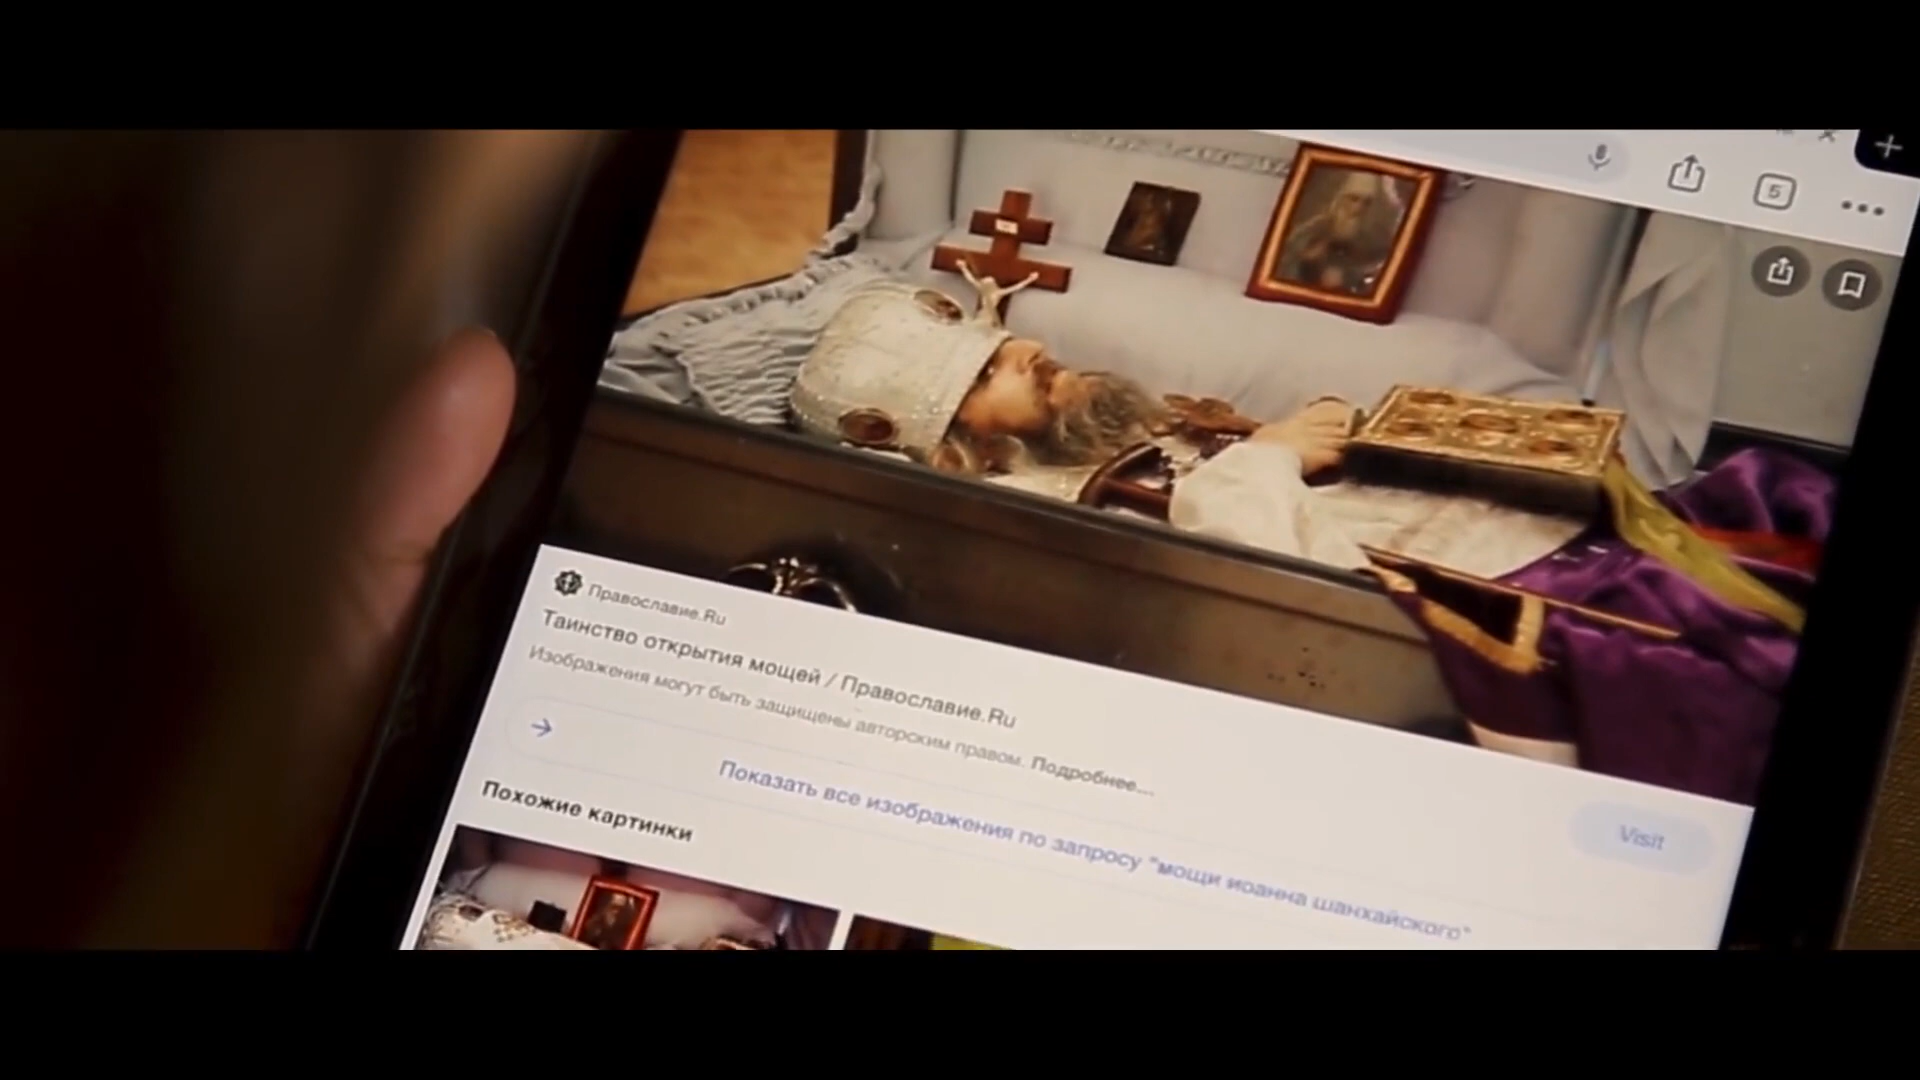 5
Православие.Ru
Таинство открытия мощей / Православие.Ru
Изображения могут быть защищены авторским правом. Подробнее...
Показать все изображения по запросу "мощи иоанна шанхайского"
Visit
Похожие картинки